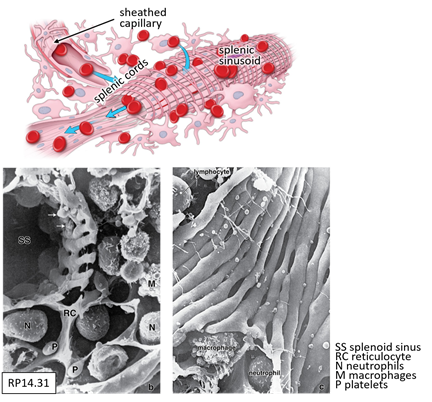 sheathed
capillary
splenic cords
splenic
sinusoid
lymphocyte
SS
M
RC
N
N
P
P
macrophage
neutrophil
b
c
RP14.31
SS splenoid sinus
RC reticulocyte
N neutrophils
M macrophages
P platelets